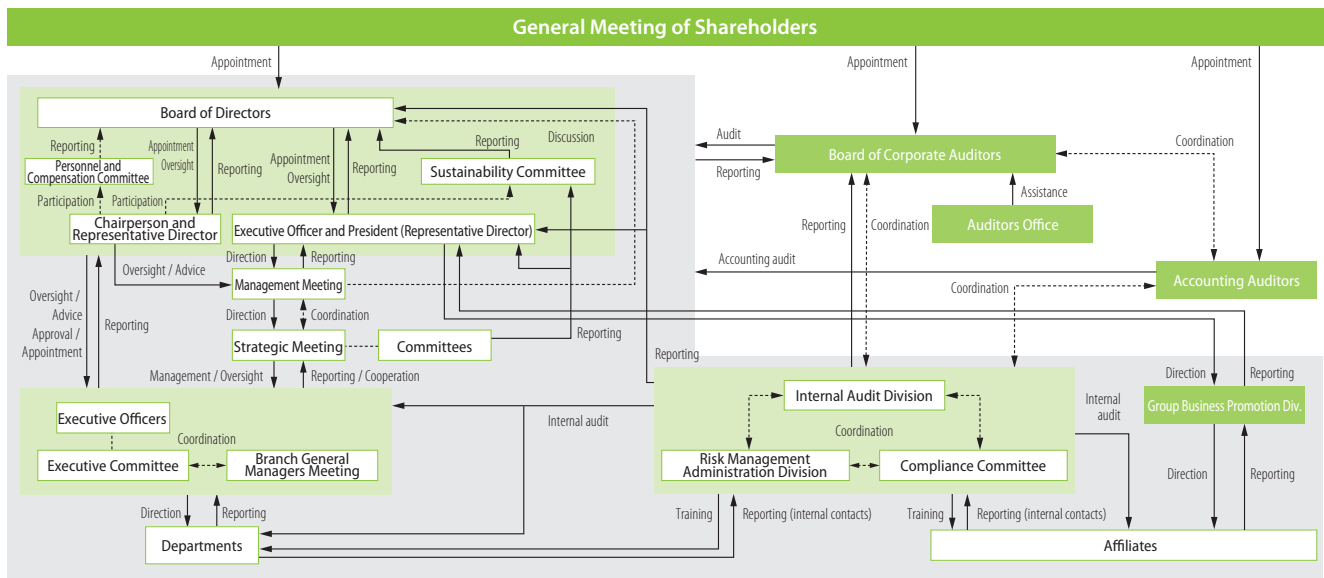 General Meeting of Shareholders
Appointment
Appointment
Appointment
Board of Directors
Reporting
Appointment
Oversight
Reporting
Appointment
Oversight
Reporting
Reporting
Discussion
Audit
Reporting
Board of Corporate Auditors
Coordination
Personnel and
Compensation Committee
Sustainability Committee
Participation
Participation
Assistance
Chairperson and
Representative Director
Executive Officer and President (Representative Director)
Reporting
Coordination
Auditors Office
Direction
Reporting
Oversight / Advice
Management Meeting
Accounting audit
Coordination
Accounting Auditors
Oversight /
Advice
Approval /
Appointment
Reporting
Direction
Coordination
Strategic Meeting
Committees
Reporting
Reporting
Management / Oversight
Reporting / Cooperation
Direction
Reporting
Executive Officers
Internal audit
Internal Audit Division
Internal
audit
Group Business Promotion Div.
Coordination
Coordination
Executive Committee
Branch General
Managers Meeting
Risk Management
Administration Division
Compliance Committee
Direction
Reporting
Direction
Reporting
Training
Reporting (internal contacts)
Training
Reporting (internal contacts)
Departments
Affiliates